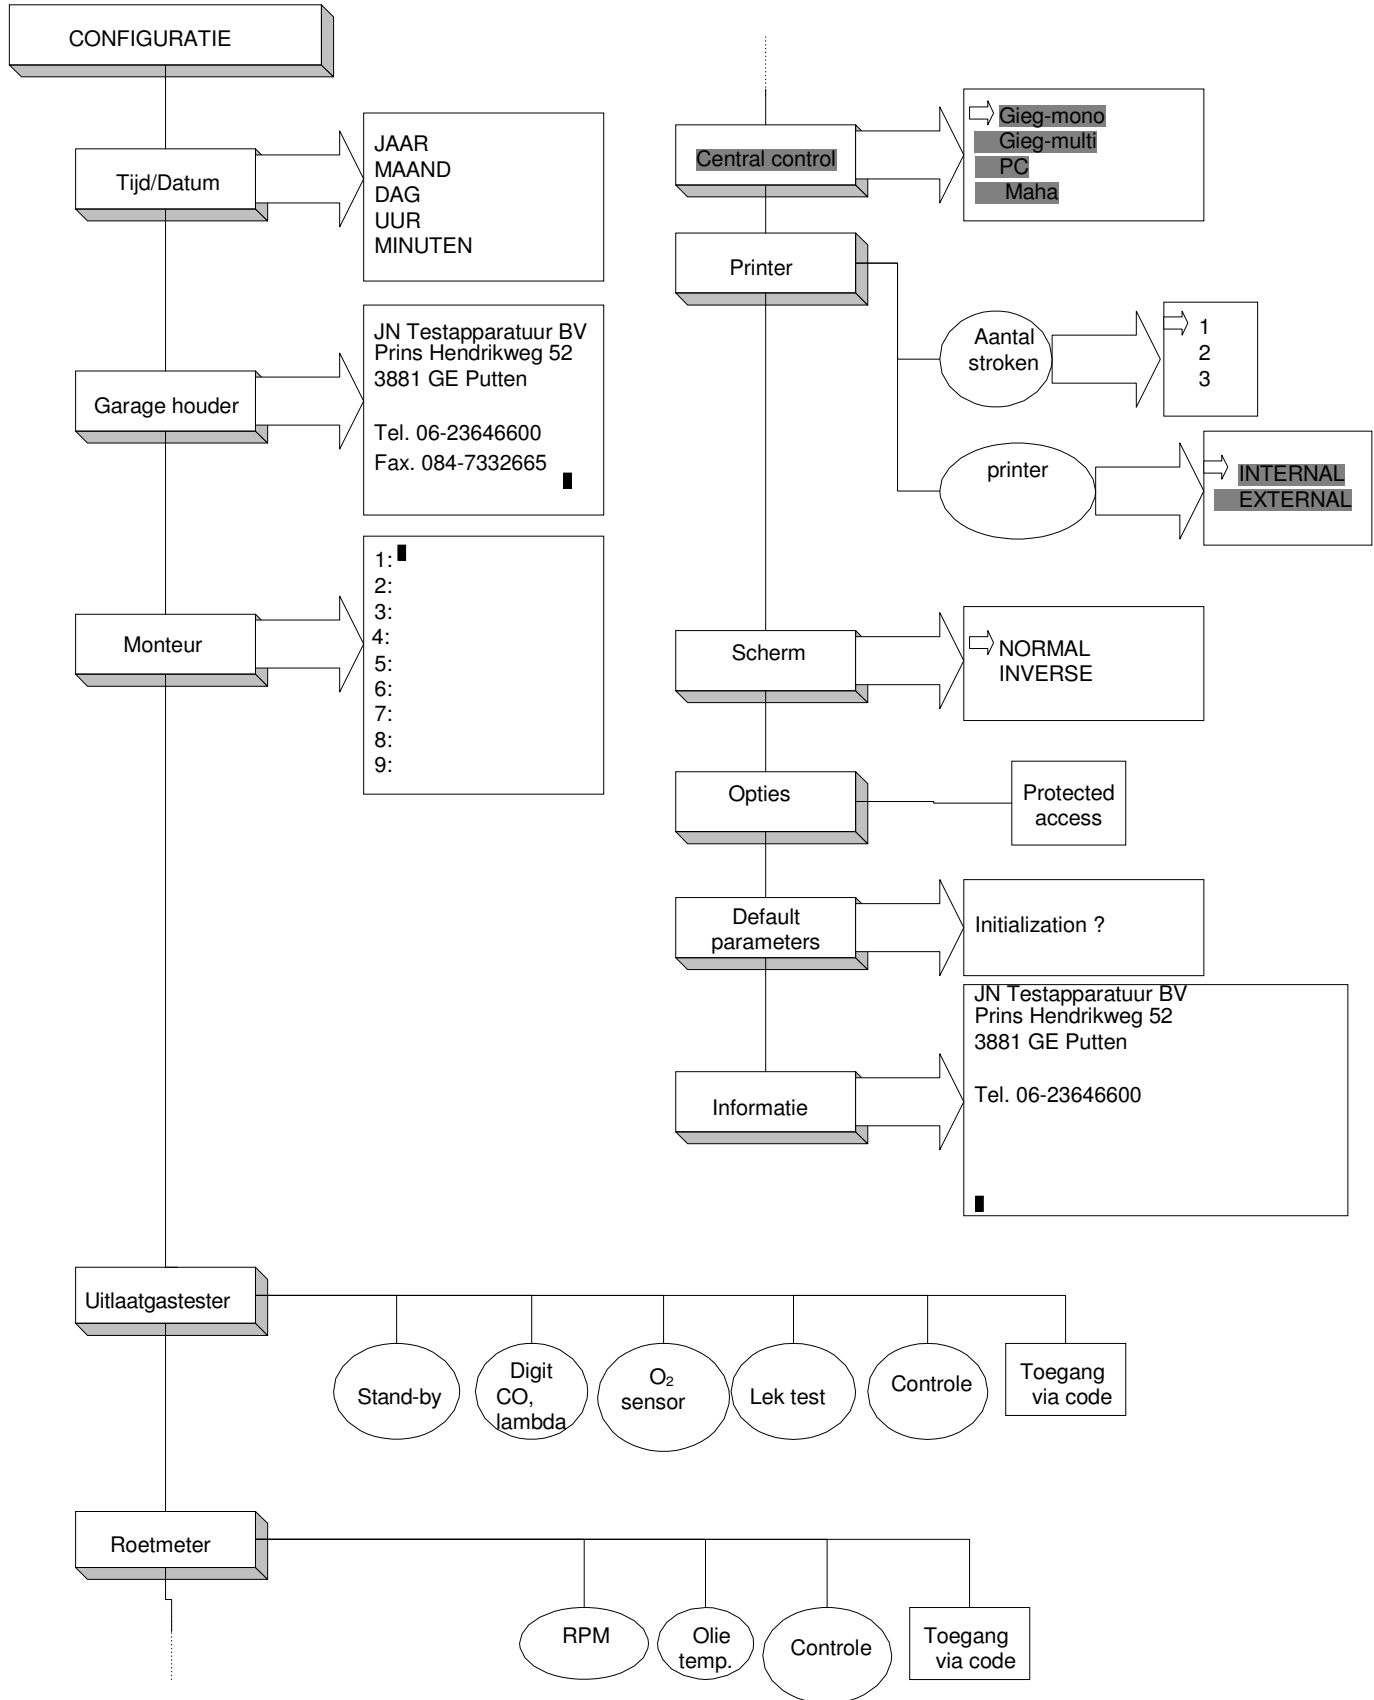 CONFIGURATIE
Tijd/Datum
JAAR
MAAND
DAG
UUR
MINUTEN
Garage houder
JN Testapparatuur BV
Prins Hendrikweg 52
3881 GE Putten
Tel. 06-23646600
Fax. 084-7332665
Monteur
1:
2:
3:
4:
5:
6:
7:
8:
9:
Central control
Gieg-mono
Gieg-multi
PC
Maha
Printer
Aantal
stroken
1
2
3
printer
INTERNAL
EXTERNAL
Scherm
NORMAL
INVERSE
Opties
Protected
access
Default
parameters
Initialization ?
Informatie
JN Testapparatuur BV
Prins Hendrikweg 52
3881 GE Putten
Tel. 06-23646600
Uitlaatgastester
Stand-by
Digit
CO,
lambda
O₂
sensor
Lek test
Controle
Toegang
via code
Roetmeter
RPM
Olie
temp.
Controle
Toegang
via code